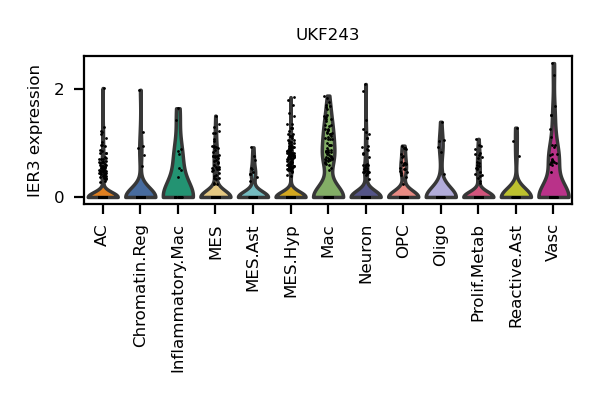 UKF243
IER3 expression
2
0
AC
Chromatin.Reg
Inflammatory.Mac
MES
MES.Ast
MES.Hyp
Mac
Neuron
OPC
Oligo
Prolif.Metab
Reactive.Ast
Vasc